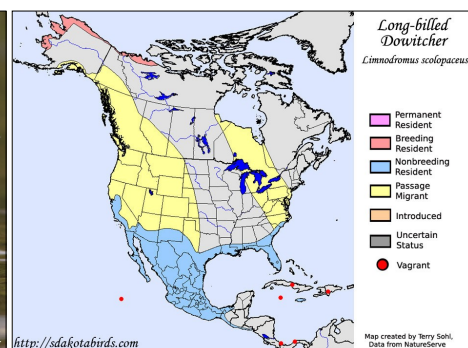 Long-billed
Dowitcher
Limnodromus scolopaceus
Permanent
Resident
Breeding
Resident
Nonbreeding
Resident
Passage
Migrant
Introduced
Uncertain
Status
Vagrant
http://sdakotabirds.com
Map created by Terry Sohl,
Data from NatureServe